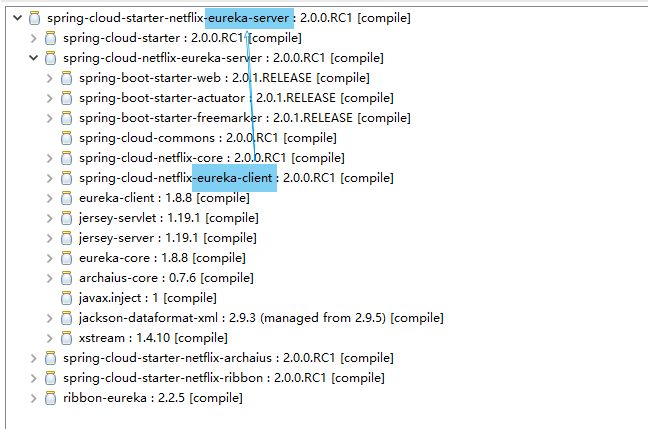 spring-cloud-starter-netflix-eureka-server : 2.0.0.RC1 [compile]
spring-cloud-starter : 2.0.0.RC1 [compile]
spring-cloud-netflix-eureka-server : 2.0.0.RC1 [compile]
spring-boot-starter-web : 2.0.1.RELEASE [compile]
spring-boot-starter-actuator : 2.0.1.RELEASE [compile]
spring-boot-starter-freemarker : 2.0.1.RELEASE [compile]
spring-cloud-commons : 2.0.0.RC1 [compile]
spring-cloud-netflix-core : 2.0.0.RC1 [compile]
spring-cloud-netflix-eureka-client : 2.0.0.RC1 [compile]
eureka-client : 1.8.8 [compile]
jersey-servlet : 1.19.1 [compile]
jersey-server : 1.19.1 [compile]
eureka-core : 1.8.8 [compile]
archaius-core : 0.7.6 [compile]
javax.inject : 1 [compile]
jackson-dataformat-xml : 2.9.3 (managed from 2.9.5) [compile]
xstream : 1.4.10 [compile]
spring-cloud-starter-netflix-archaius : 2.0.0.RC1 [compile]
spring-cloud-starter-netflix-ribbon : 2.0.0.RC1 [compile]
ribbon-eureka : 2.2.5 [compile]